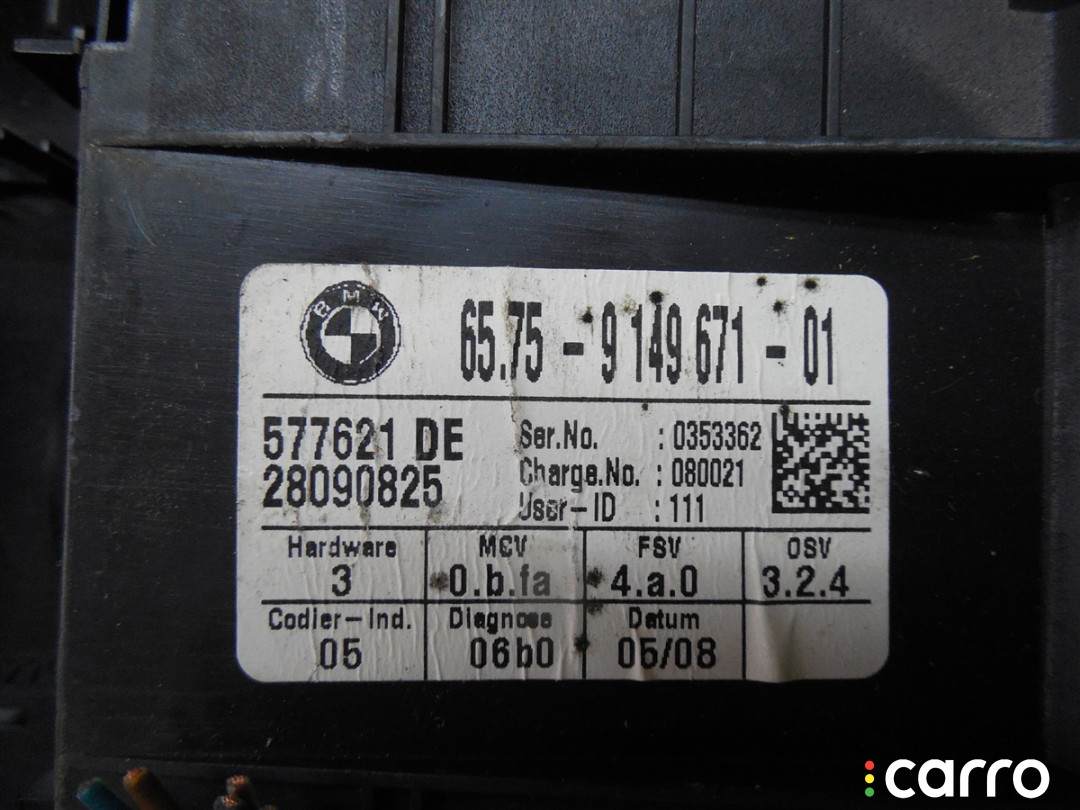 BMW
65.75 - 9 149 671 - 01
577621 DE
28090825
Ser.No. : 0353362
Charge.No. : 080021
User-ID : 111
Hardware MCV FSV OSV
3 0.b.fa 4.a.0 3.2.4
Codier-Ind. Diagnose Datum
05 06b0 05/08
carro